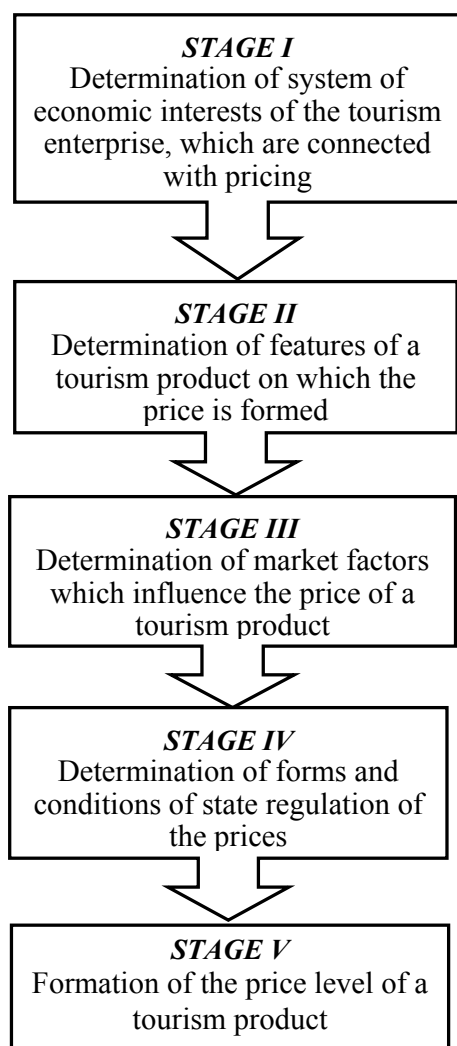 STAGE I
Determination of system of
economic interests of the tourism
enterprise, which are connected
with pricing
STAGE II
Determination of features of a
tourism product on which the
price is formed
STAGE III
Determination of market factors
which influence the price of a
tourism product
STAGE IV
Determination of forms and
conditions of state regulation of
the prices
STAGE V
Formation of the price level of a
tourism product